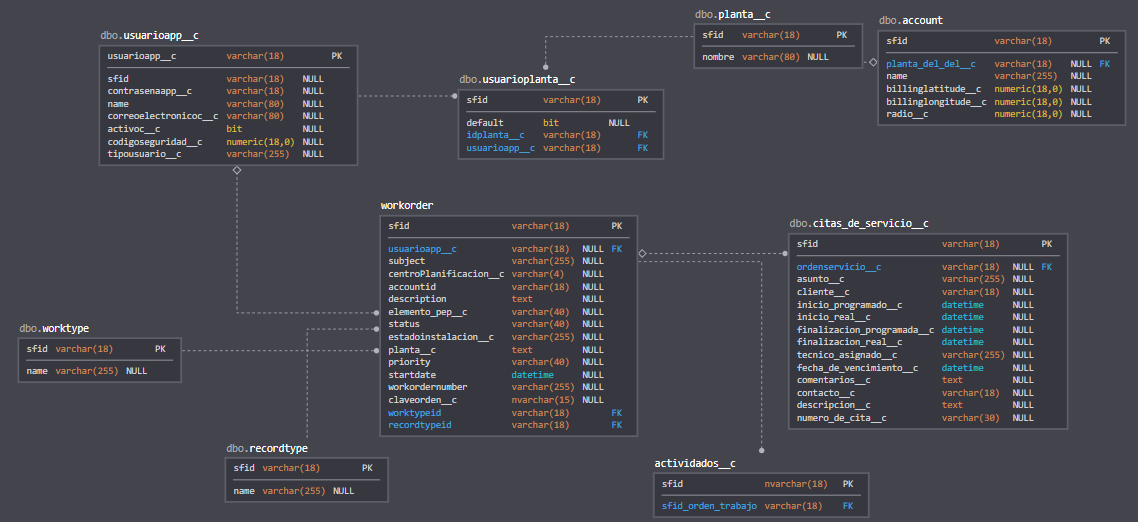 dbo.usuarioapp__c
usuarioapp__c varchar(18) PK
sfid varchar(18) NULL
contrasenaapp__c varchar(18) NULL
name varchar(80) NULL
correoelectronicoc__c varchar(80) NULL
activoc__c bit NULL
codigoseguridad__c numeric(18,0) NULL
tipousuario__c varchar(255) NULL
dbo.usuarioplanta__c
sfid varchar(18) PK
default bit NULL
idplanta__c varchar(18) FK
usuarioapp__c varchar(18) FK
dbo.planta__c
sfid varchar(18) PK
nombre varchar(80) NULL
dbo.account
sfid varchar(18) PK
planta_del_del__c varchar(18) NULL FK
name varchar(255) NULL
billinglatitude__c numeric(18,0) NULL
billinglongitude__c numeric(18,0) NULL
radio__c numeric(18,0) NULL
workorder
sfid varchar(18) PK
usuarioapp__c varchar(18) NULL FK
subject varchar(255) NULL
centroPlanificacion__c varchar(4) NULL
accountid varchar(18) NULL
description text NULL
elemento_pep__c varchar(40) NULL
status varchar(40) NULL
estadoinstalacion__c varchar(255) NULL
planta__c text NULL
priority varchar(40) NULL
startdate datetime NULL
workordernumber varchar(255) NULL
claveorden__c nvarchar(15) NULL
worktypeid varchar(18) FK
recordtypeid varchar(18) FK
dbo.citas_de_servicio__c
sfid varchar(18) PK
ordenservicio__c varchar(18) NULL FK
asunto__c varchar(255) NULL
cliente__c varchar(18) NULL
inicio_programado__c datetime NULL
inicio_real__c datetime NULL
finalizacion_programada__c datetime NULL
finalizacion_real__c datetime NULL
tecnico_asignado__c varchar(255) NULL
fecha_de_vencimiento__c datetime NULL
comentarios__c text NULL
contacto__c varchar(18) NULL
descripcion__c text NULL
numero_de_cita__c varchar(30) NULL
dbo.worktype
sfid varchar(18) PK
name varchar(255) NULL
dbo.recordtype
sfid varchar(18) PK
name varchar(255) NULL
actividados__c
sfid nvarchar(18) PK
sfid_orden_trabajo varchar(18) FK